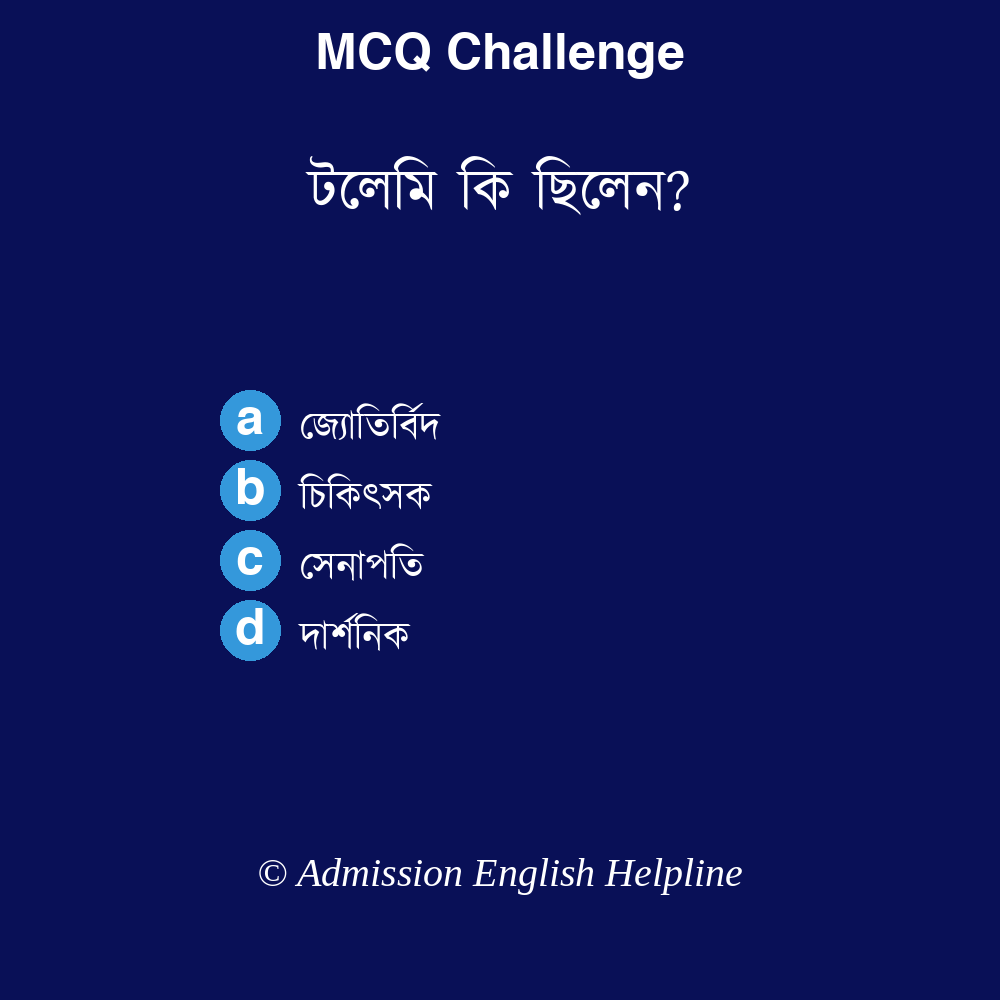 MCQ Challenge
টলেমি কি ছিলেন?
a জ্যোতির্বিদ
b চিকিৎসক
c সেনাপতি
d দার্শনিক
© Admission English Helpline